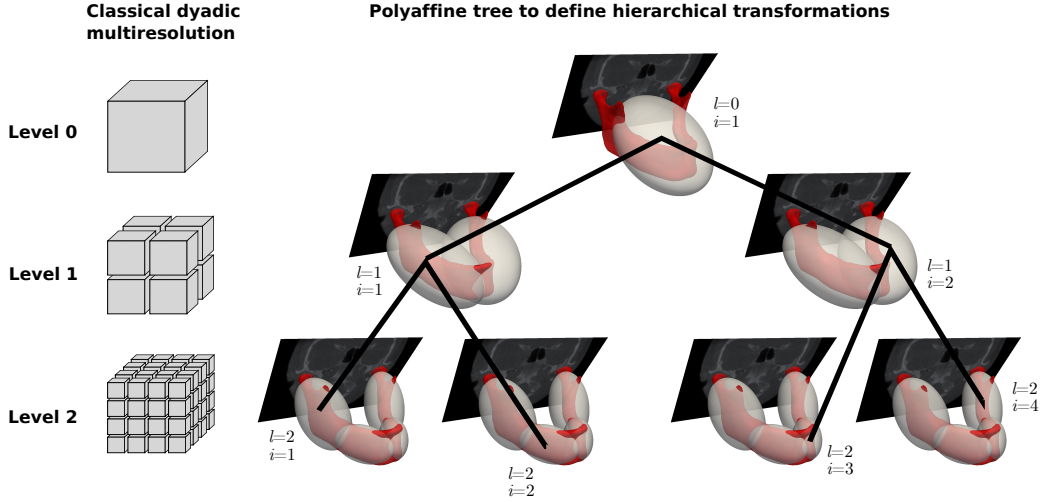 Classical dyadic
multiresolution
Polyaffine tree to define hierarchical transformations
Level 0
l=0
i=1
Level 1
l=1
i=1
l=1
i=2
Level 2
l=2
i=1
l=2
i=2
l=2
i=3
l=2
i=4